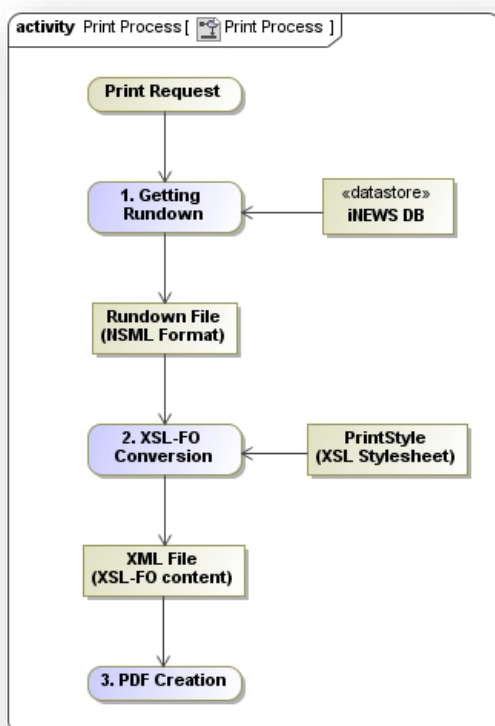 activity Print Process [ Print Process ]
Print Request
1. Getting
Rundown
«datastore»
iNEWS DB
Rundown File
(NSML Format)
2. XSL-FO
Conversion
PrintStyle
(XSL Stylesheet)
XML File
(XSL-FO content)
3. PDF Creation